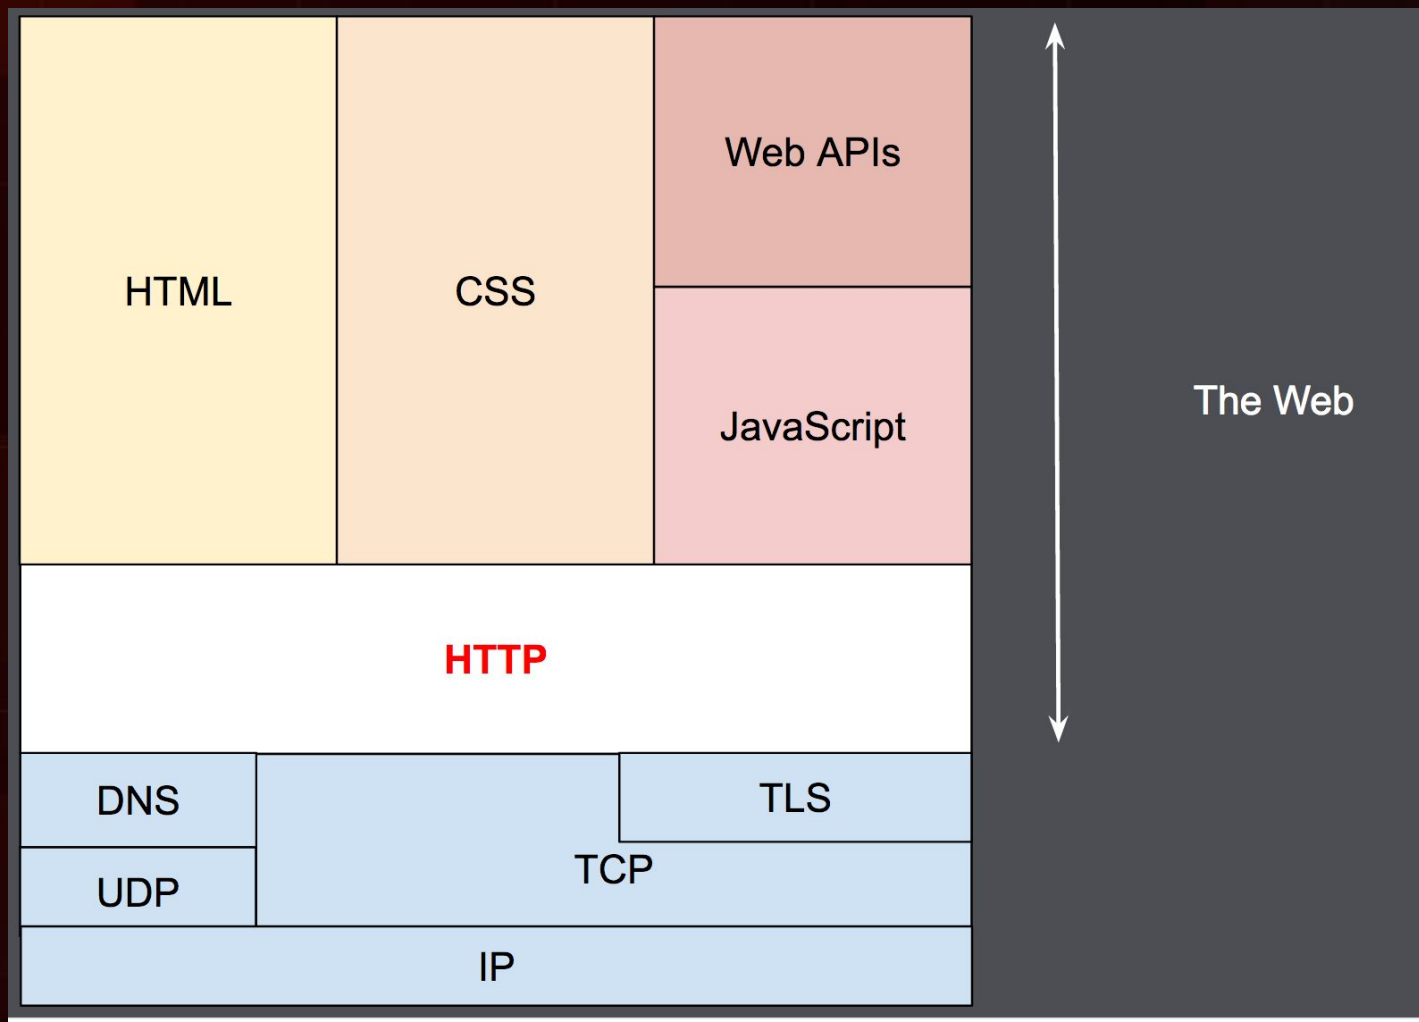 HTML
CSS
Web APIs
JavaScript
The Web
HTTP
DNS
TLS
UDP
TCP
IP